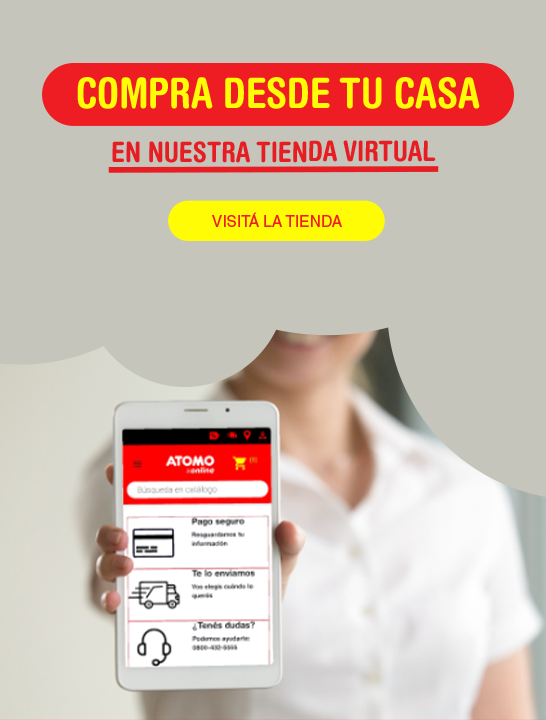 COMPRA DESDE TU CASA
EN NUESTRA TIENDA VIRTUAL
VISITÁ LA TIENDA
ATOMO
online
Búsqueda en catálogo
Pago seguro
Resguardamos tu
información
Te lo enviamos
Vos elegís cuándo lo
querés
¿Tenés dudas?
Podemos ayudarte: